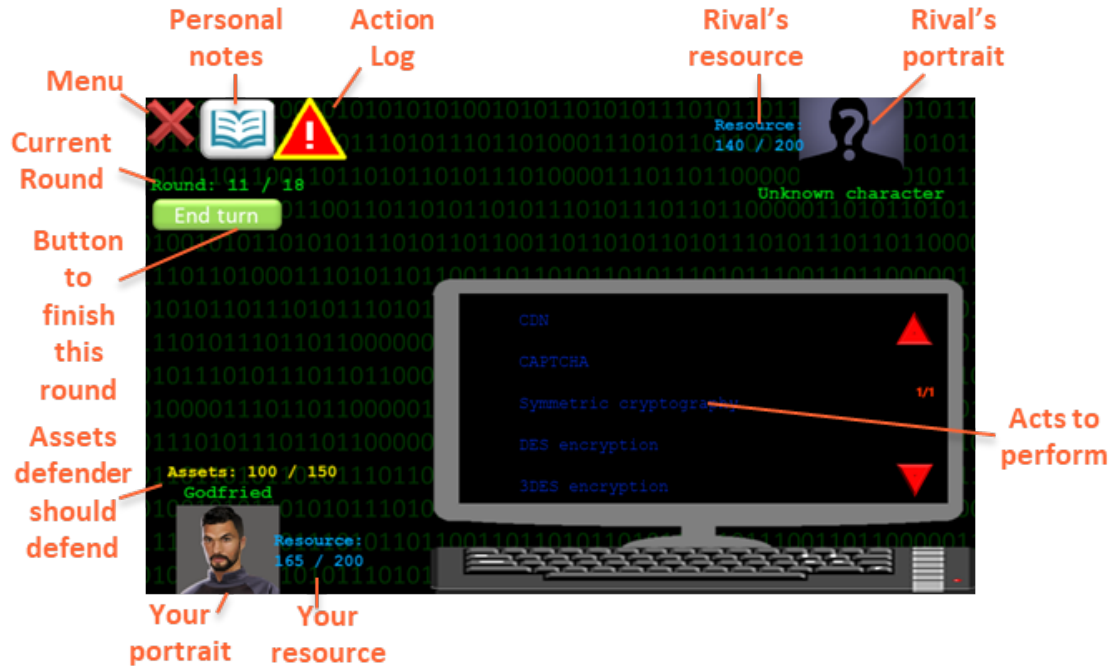 Personal
notes
Action
Log
Rival's
resource
Rival's
portrait
Menu
Current
Round
Resource:
140 / 200
Unknown character
Round: 11 / 18
End turn
Button
to
finish
this
round
CDN
CAPTCHA
Symmetric cryptography
DES encryption
3DES encryption
1/1
Acts to
perform
Assets
defender
should
defend
Assets: 100 / 150
Godfried
Resource:
165 / 200
Your
portrait
Your
resource